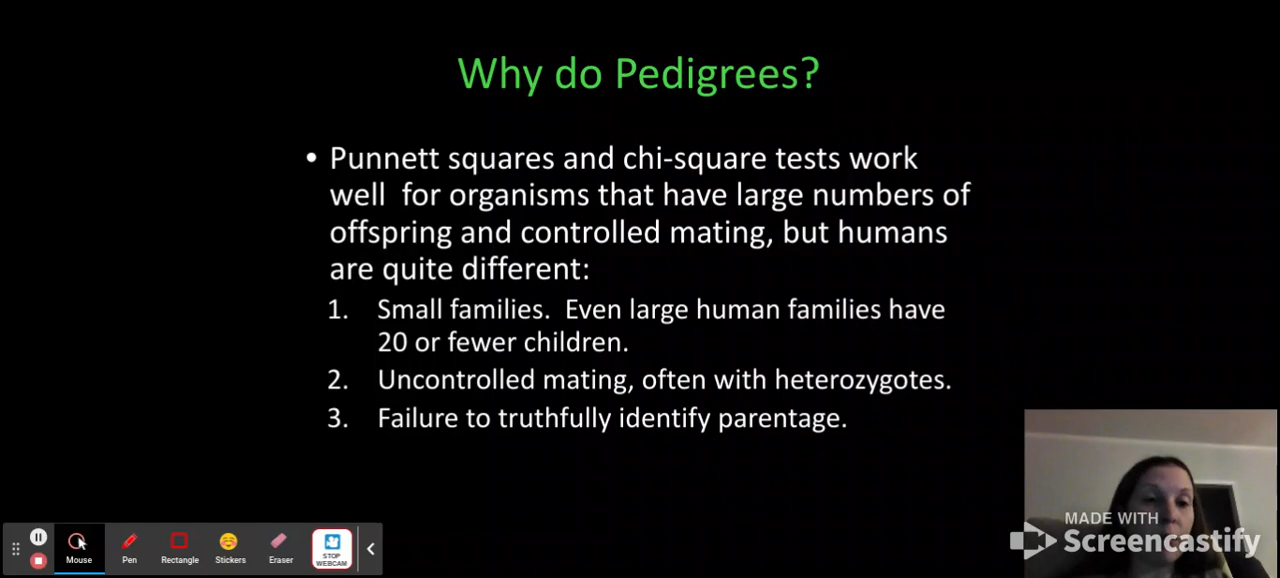 Why do Pedigrees?
• Punnett squares and chi-square tests work
well for organisms that have large numbers of
offspring and controlled mating, but humans
are quite different:
1. Small families. Even large human families have
20 or fewer children.
2. Uncontrolled mating, often with heterozygotes.
3. Failure to truthfully identify parentage.
MADE WITH
Screencastify
Mouse Pen Rectangle Stickers Eraser STOP
WEBCAM